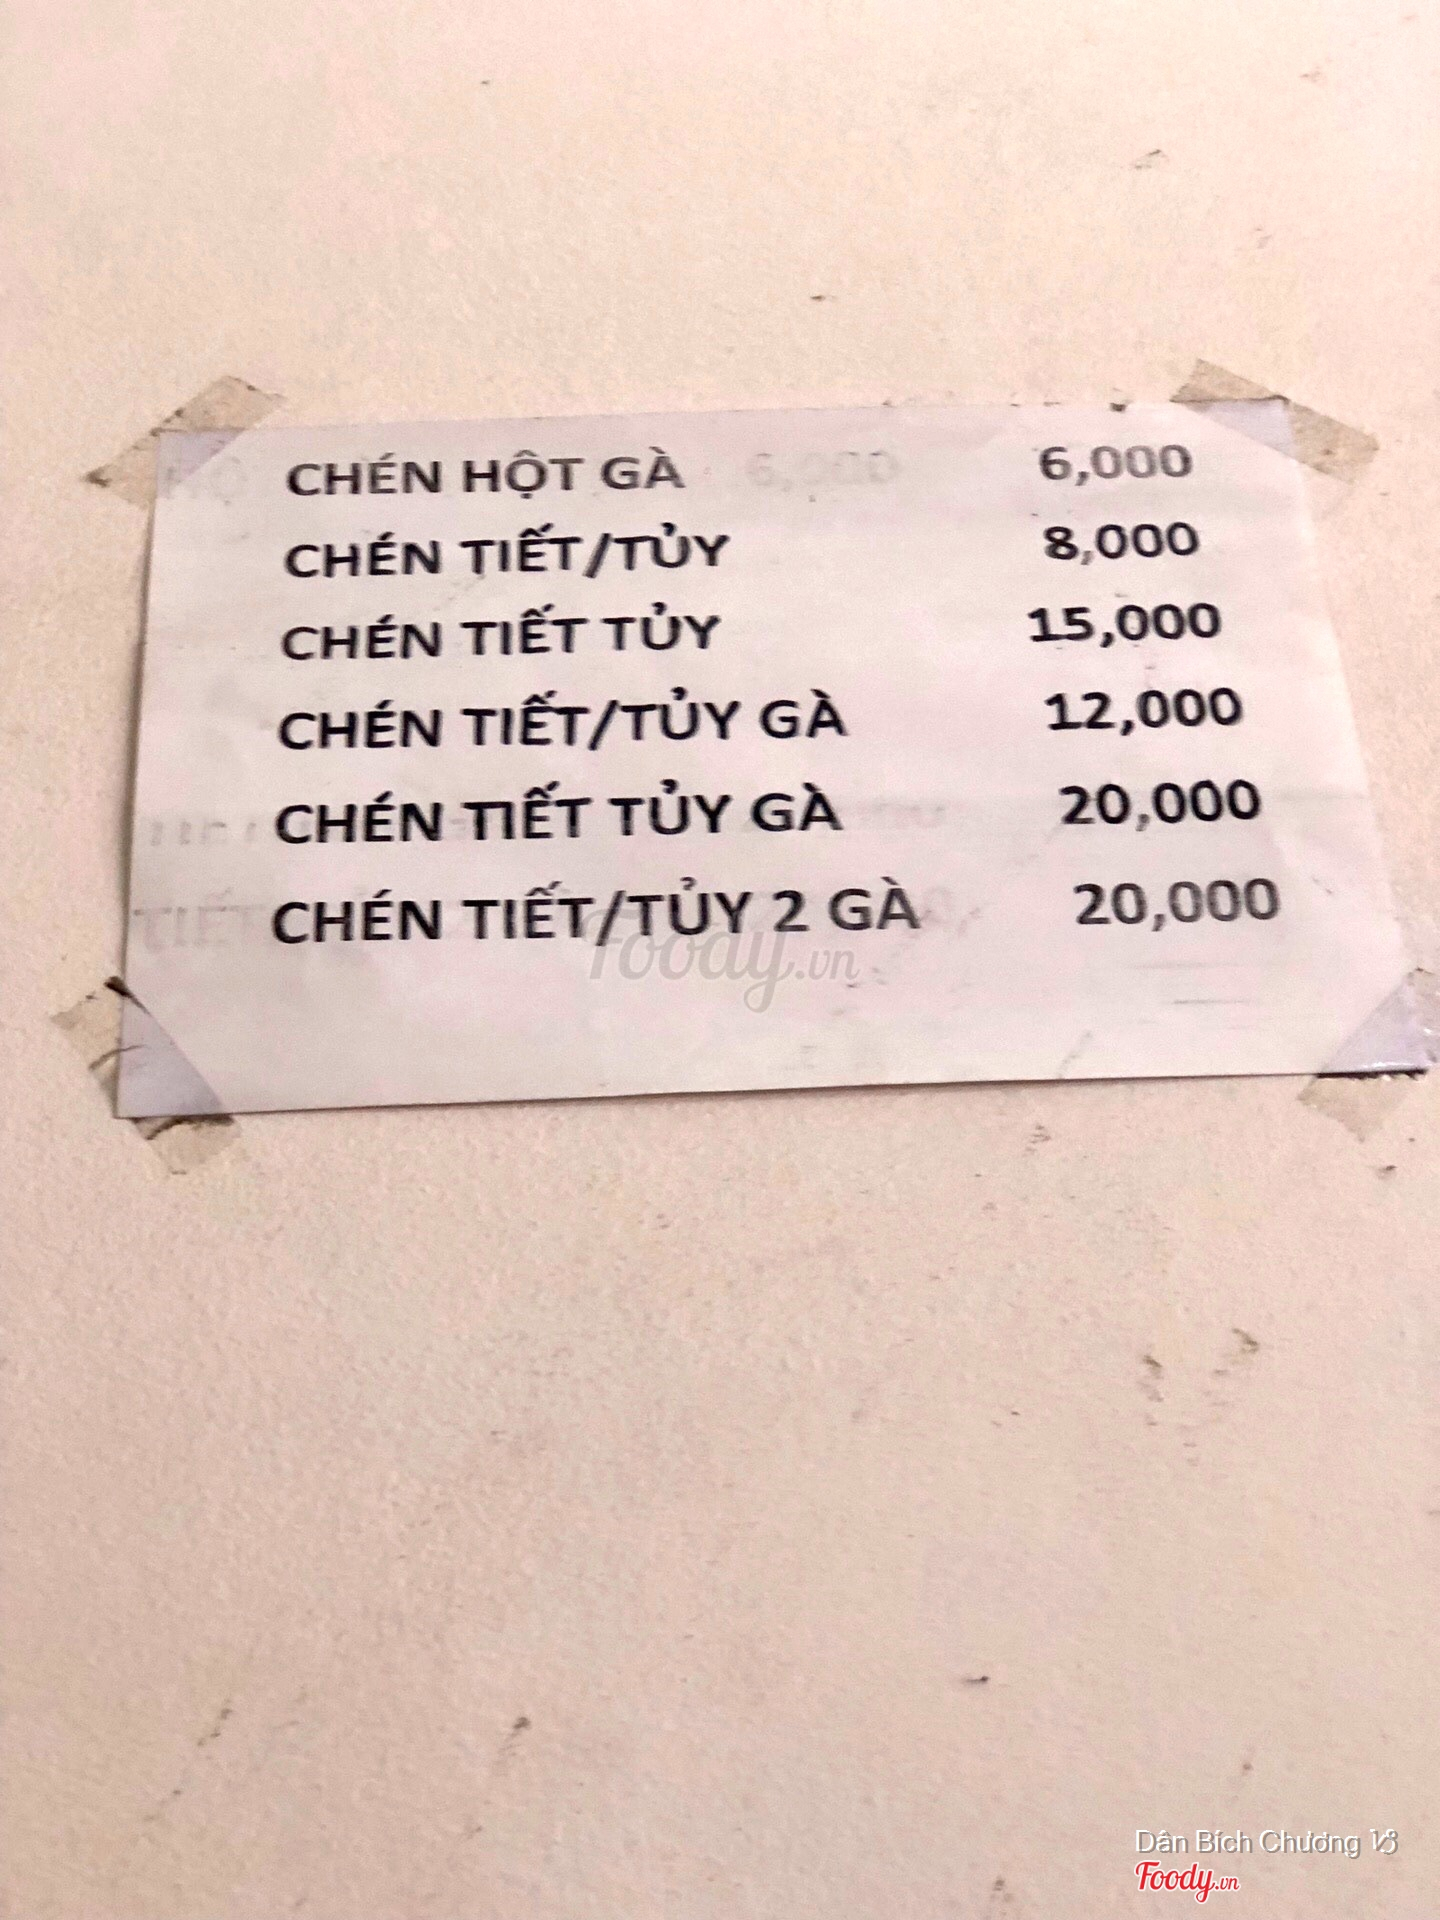 CHÉN HỘT GÀ 6,000
CHÉN TIẾT/TỦY 8,000
CHÉN TIẾT TỦY 15,000
CHÉN TIẾT/TỦY GÀ 12,000
CHÉN TIẾT TỦY GÀ 20,000
CHÉN TIẾT/TỦY 2 GÀ 20,000
Foody.vn
Dân Bích Chương
Foody.vn